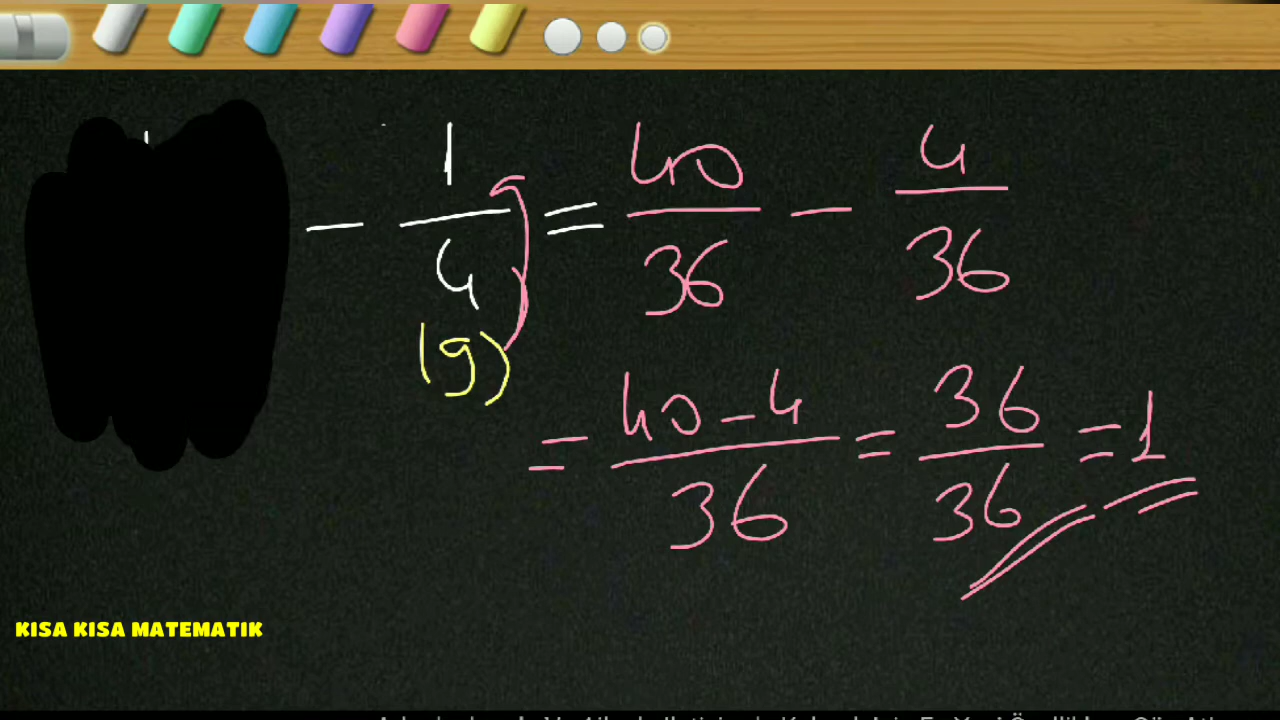 - 1/4 = 40/36 - 4/36
(9)
= 40-4/36 = 36/36 = 1
KISA KISA MATEMATIK